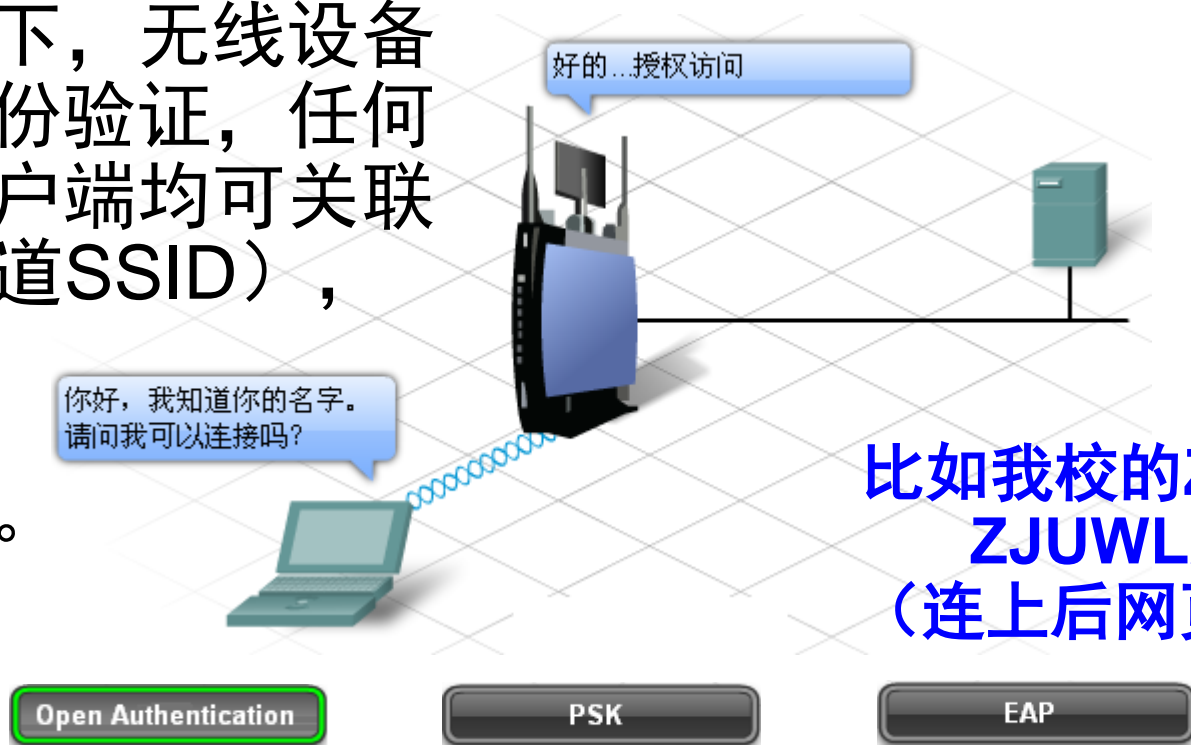 下，无线设备
份验证，任何
户端均可关联
道SSID），
。
好的...授权访问
你好，我知道你的名字。
请问我可以连接吗？
比如我校的
ZJUWL
（连上后网
Open Authentication
PSK
EAP